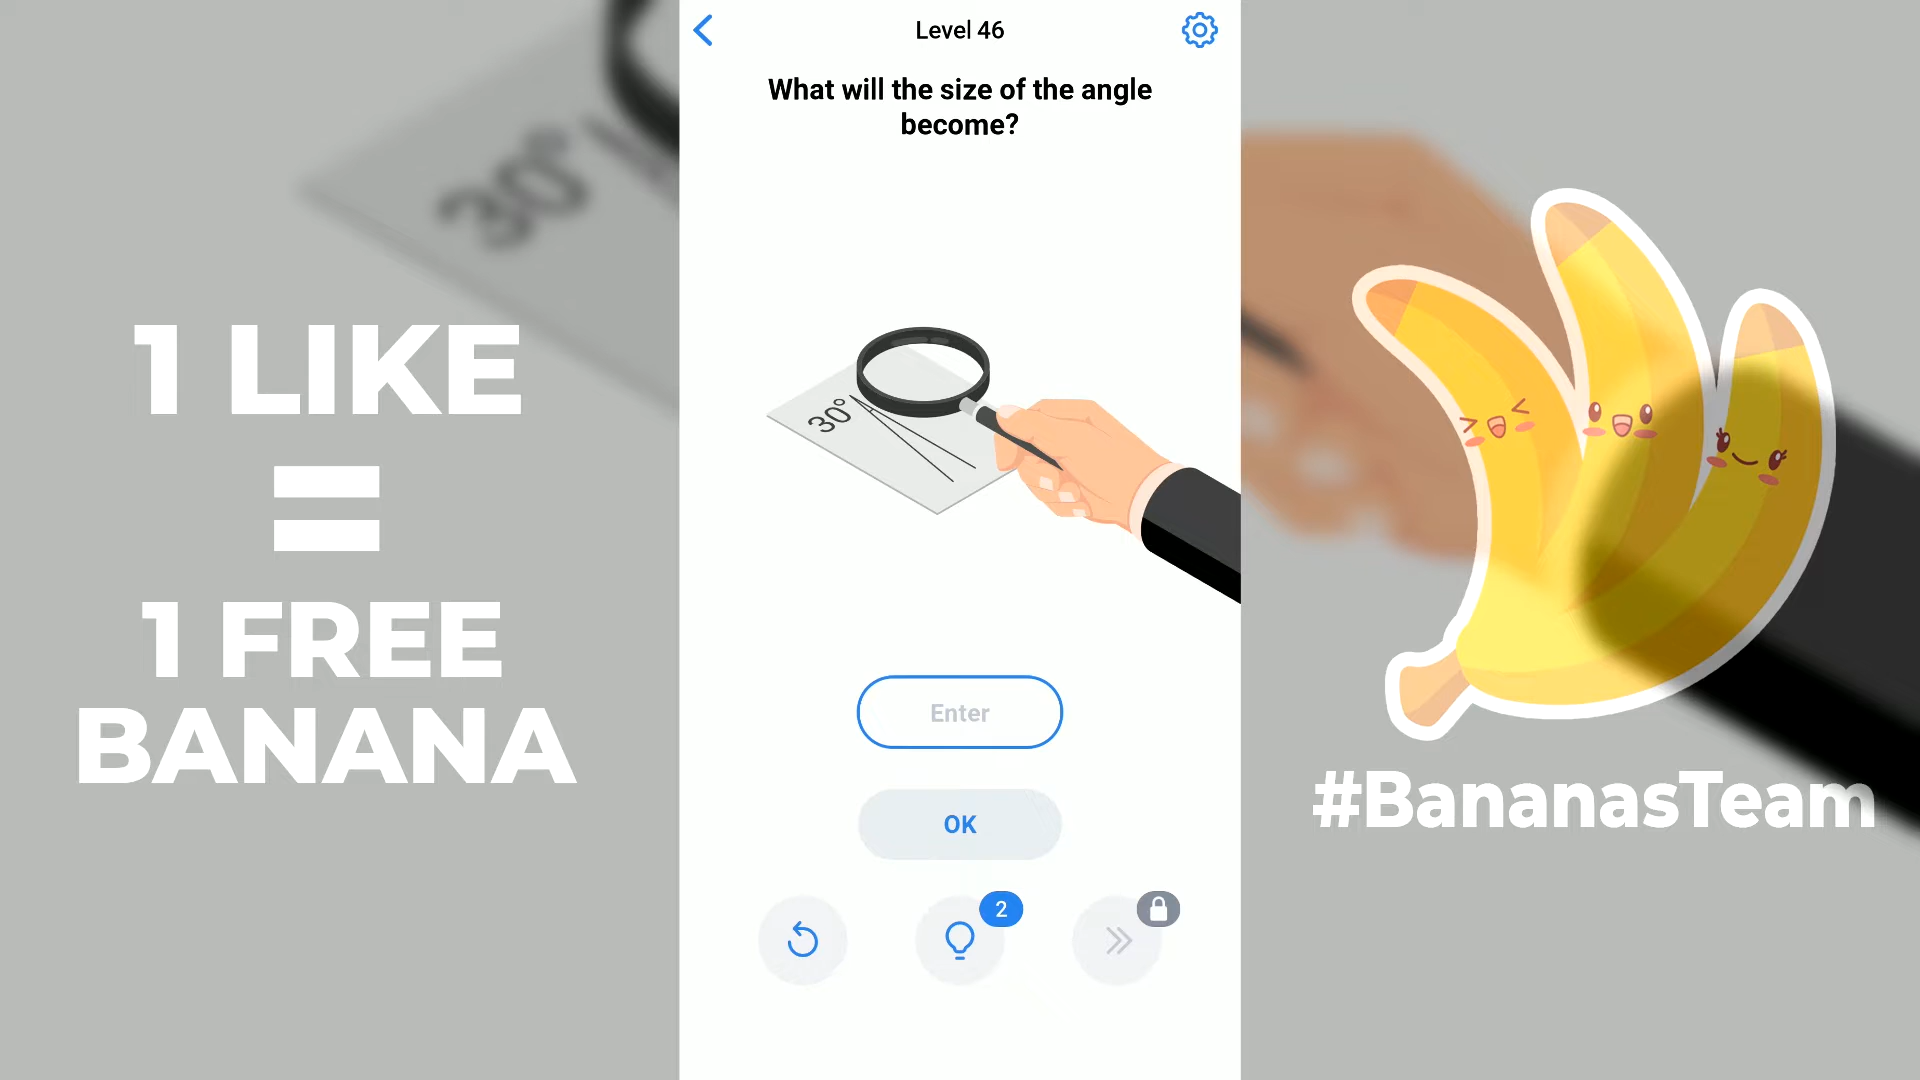 Level 46
What will the size of the angle
become?
30°
30°
1 LIKE
=
1 FREE
BANANA
Enter
OK
2
#BananasTeam